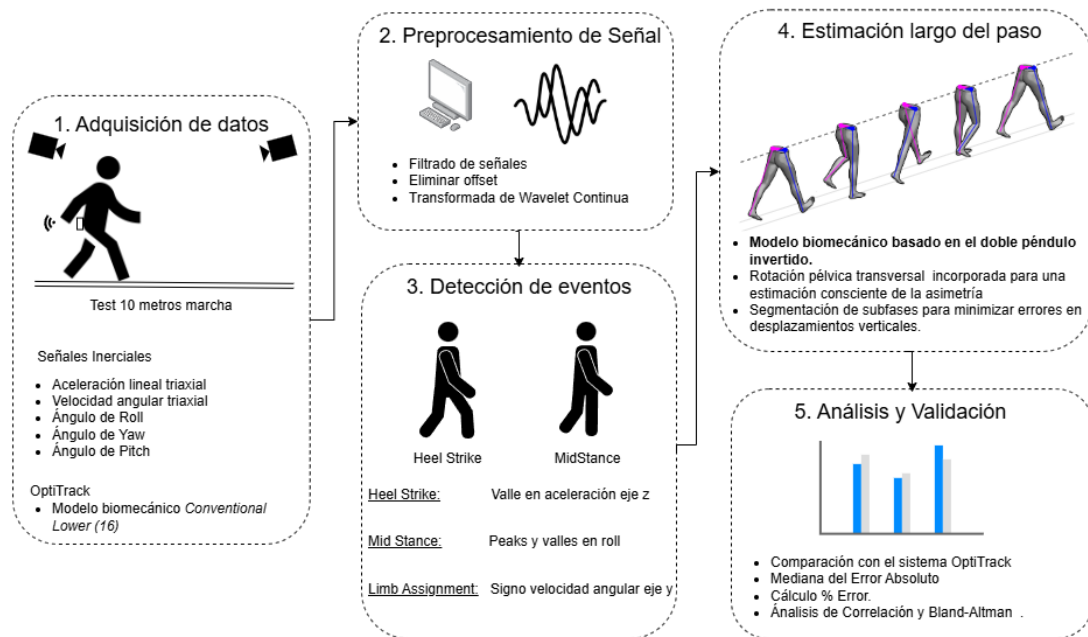 1. Adquisición de datos
Test 10 metros marcha
Señales Inerciales
Aceleración lineal triaxial
Velocidad angular triaxial
Ángulo de Roll
Ángulo de Yaw
Ángulo de Pitch
OptiTrack
Modelo biomecánico Conventional
Lower (16)
2. Preprocesamiento de Señal
Filtrado de señales
Eliminar offset
Transformada de Wavelet Continua
3. Detección de eventos
Heel Strike
MidStance
Heel Strike: Valle en aceleración eje z
Mid Stance: Peaks y valles en roll
Limb Assignment: Signo velocidad angular eje y
4. Estimación largo del paso
Modelo biomecánico basado en el doble péndulo
invertido.
Rotación pélvica transversal incorporada para una
estimación consciente de la asimetría
Segmentación de subfases para minimizar errores en
desplazamientos verticales.
5. Análisis y Validación
Comparación con el sistema OptiTrack
Mediana del Error Absoluto
Cálculo % Error.
Ánalisis de Correlación y Bland-Altman .